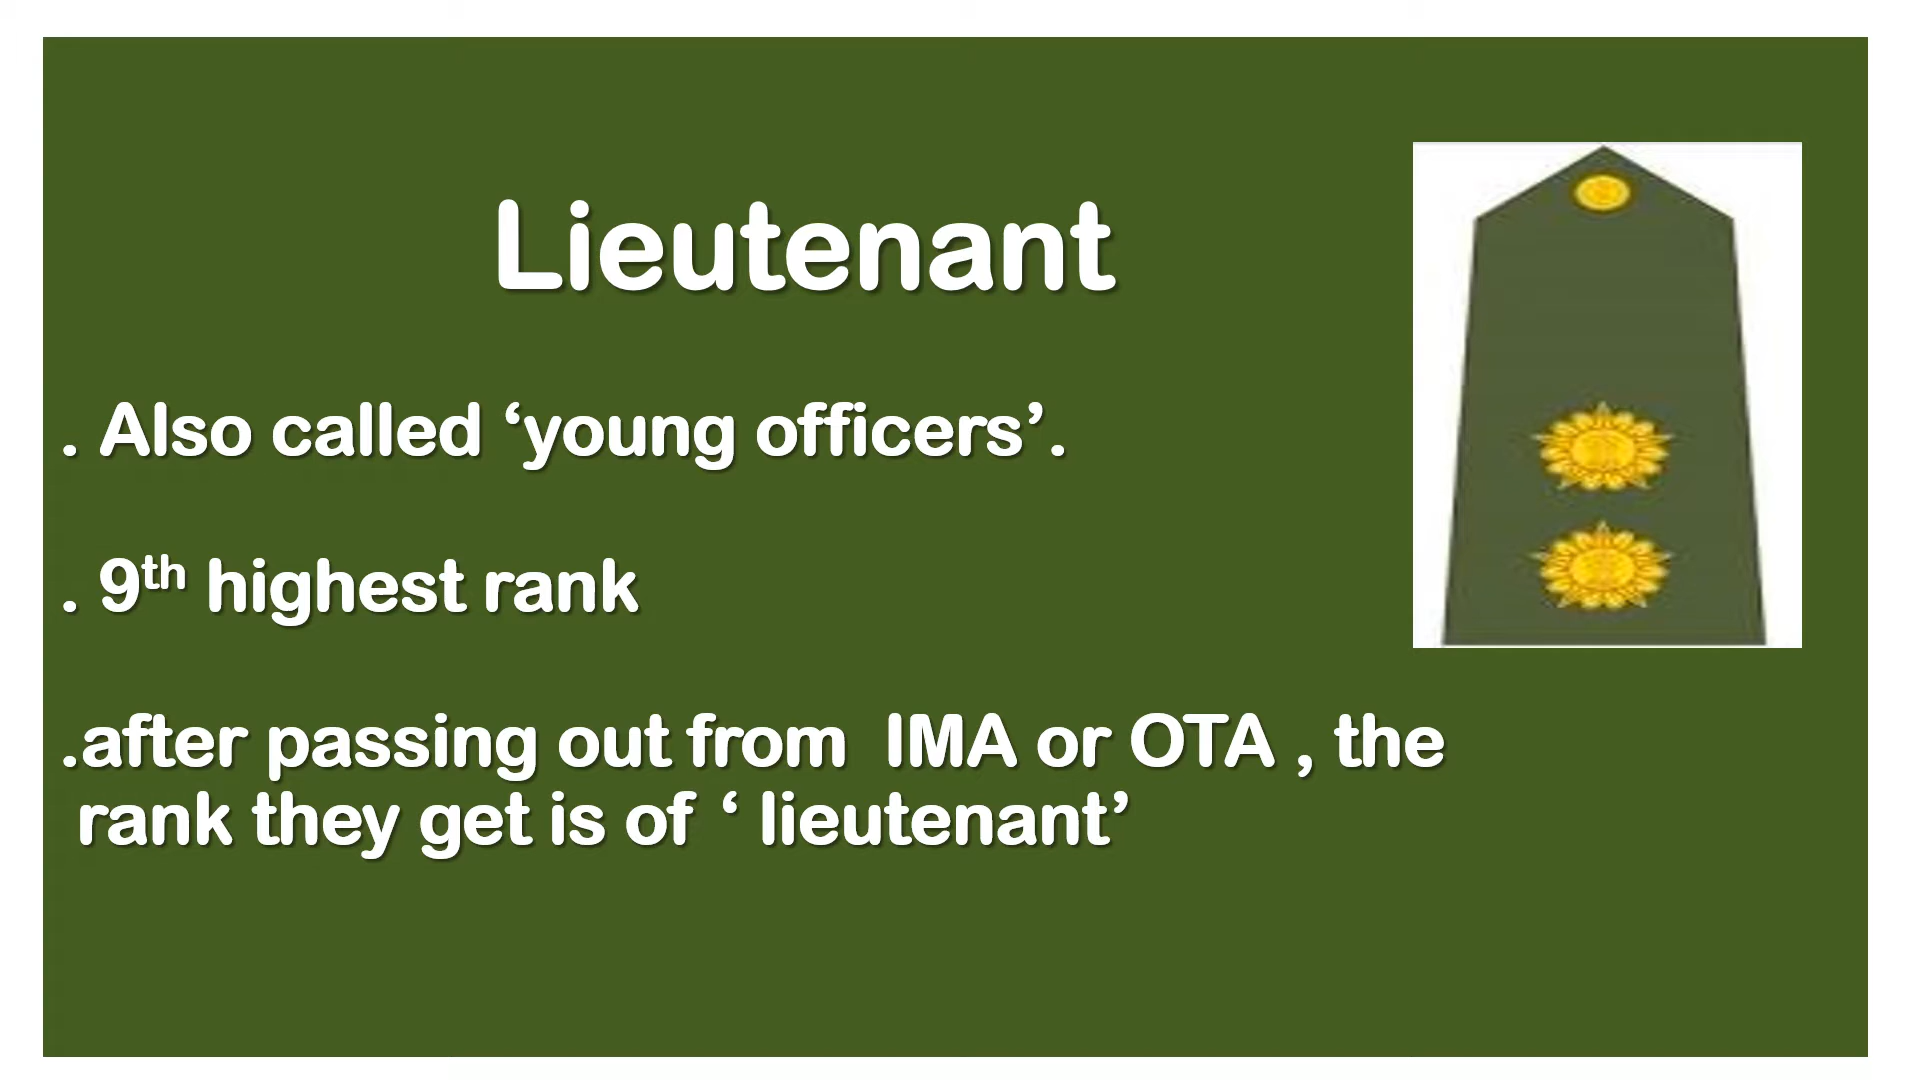 Lieutenant
. Also called ‘young officers’.
. 9th highest rank
.after passing out from  IMA or OTA , the
rank they get is of ‘ lieutenant’